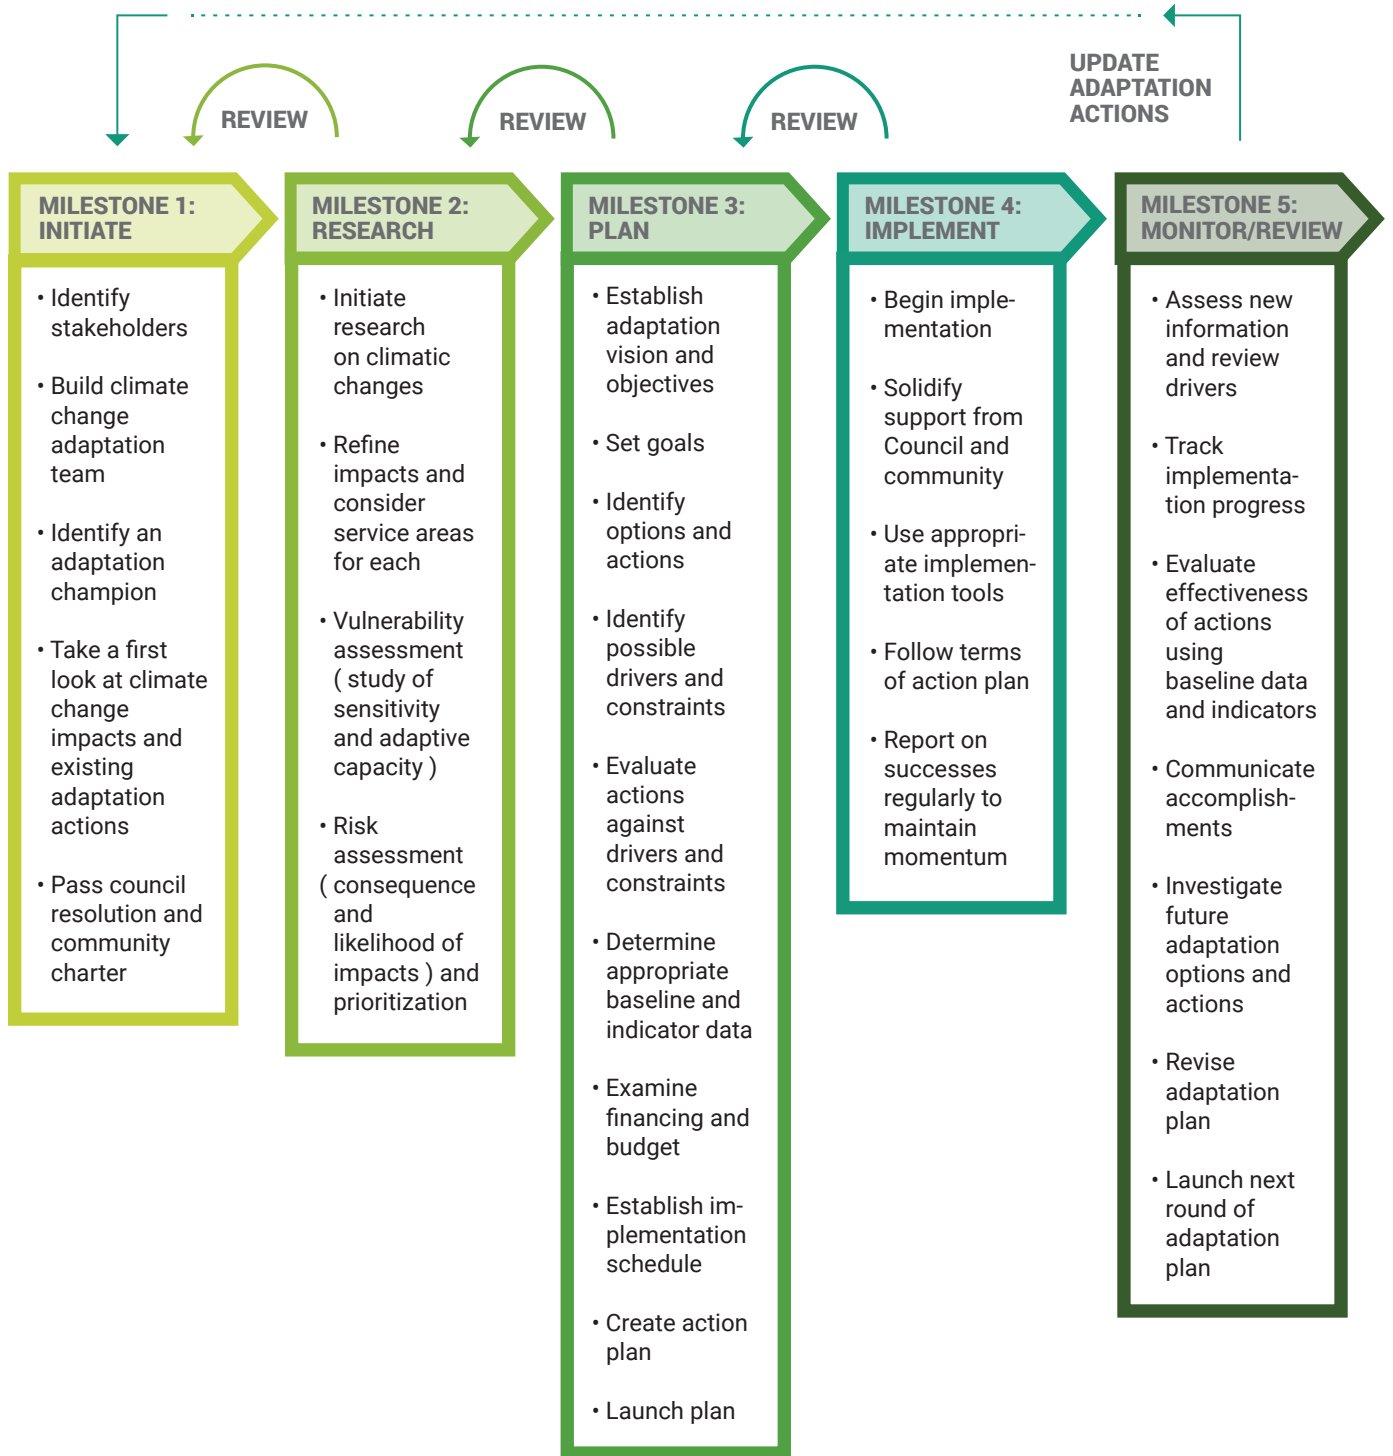 UPDATE
ADAPTATION
ACTIONS
REVIEW
REVIEW
REVIEW
MILESTONE 1:
INITIATE
• Identify
stakeholders
• Build climate
change
adaptation
team
• Identify an
adaptation
champion
• Take a first
look at climate
change
impacts and
existing
adaptation
actions
• Pass council
resolution and
community
charter
MILESTONE 2:
RESEARCH
• Initiate
research
on climatic
changes
• Refine
impacts and
consider
service areas
for each
• Vulnerability
assessment
( study of
sensitivity
and adaptive
capacity )
• Risk
assessment
( consequence
and
likelihood of
impacts ) and
prioritization
MILESTONE 3:
PLAN
• Establish
adaptation
vision and
objectives
• Set goals
• Identify
options and
actions
• Identify
possible
drivers and
constraints
• Evaluate
actions
against
drivers and
constraints
• Determine
appropriate
baseline and
indicator data
• Examine
financing and
budget
• Establish im-
plementation
schedule
• Create action
plan
• Launch plan
MILESTONE 4:
IMPLEMENT
• Begin imple-
mentation
• Solidify
support from
Council and
community
• Use appropri-
ate implemen-
tation tools
• Follow terms
of action plan
• Report on
successes
regularly to
maintain
momentum
MILESTONE 5:
MONITOR/REVIEW
• Assess new
information
and review
drivers
• Track
implementa-
tion progress
• Evaluate
effectiveness
of actions
using
baseline data
and indicators
• Communicate
accomplish-
ments
• Investigate
future
adaptation
options and
actions
• Revise
adaptation
plan
• Launch next
round of
adaptation
plan